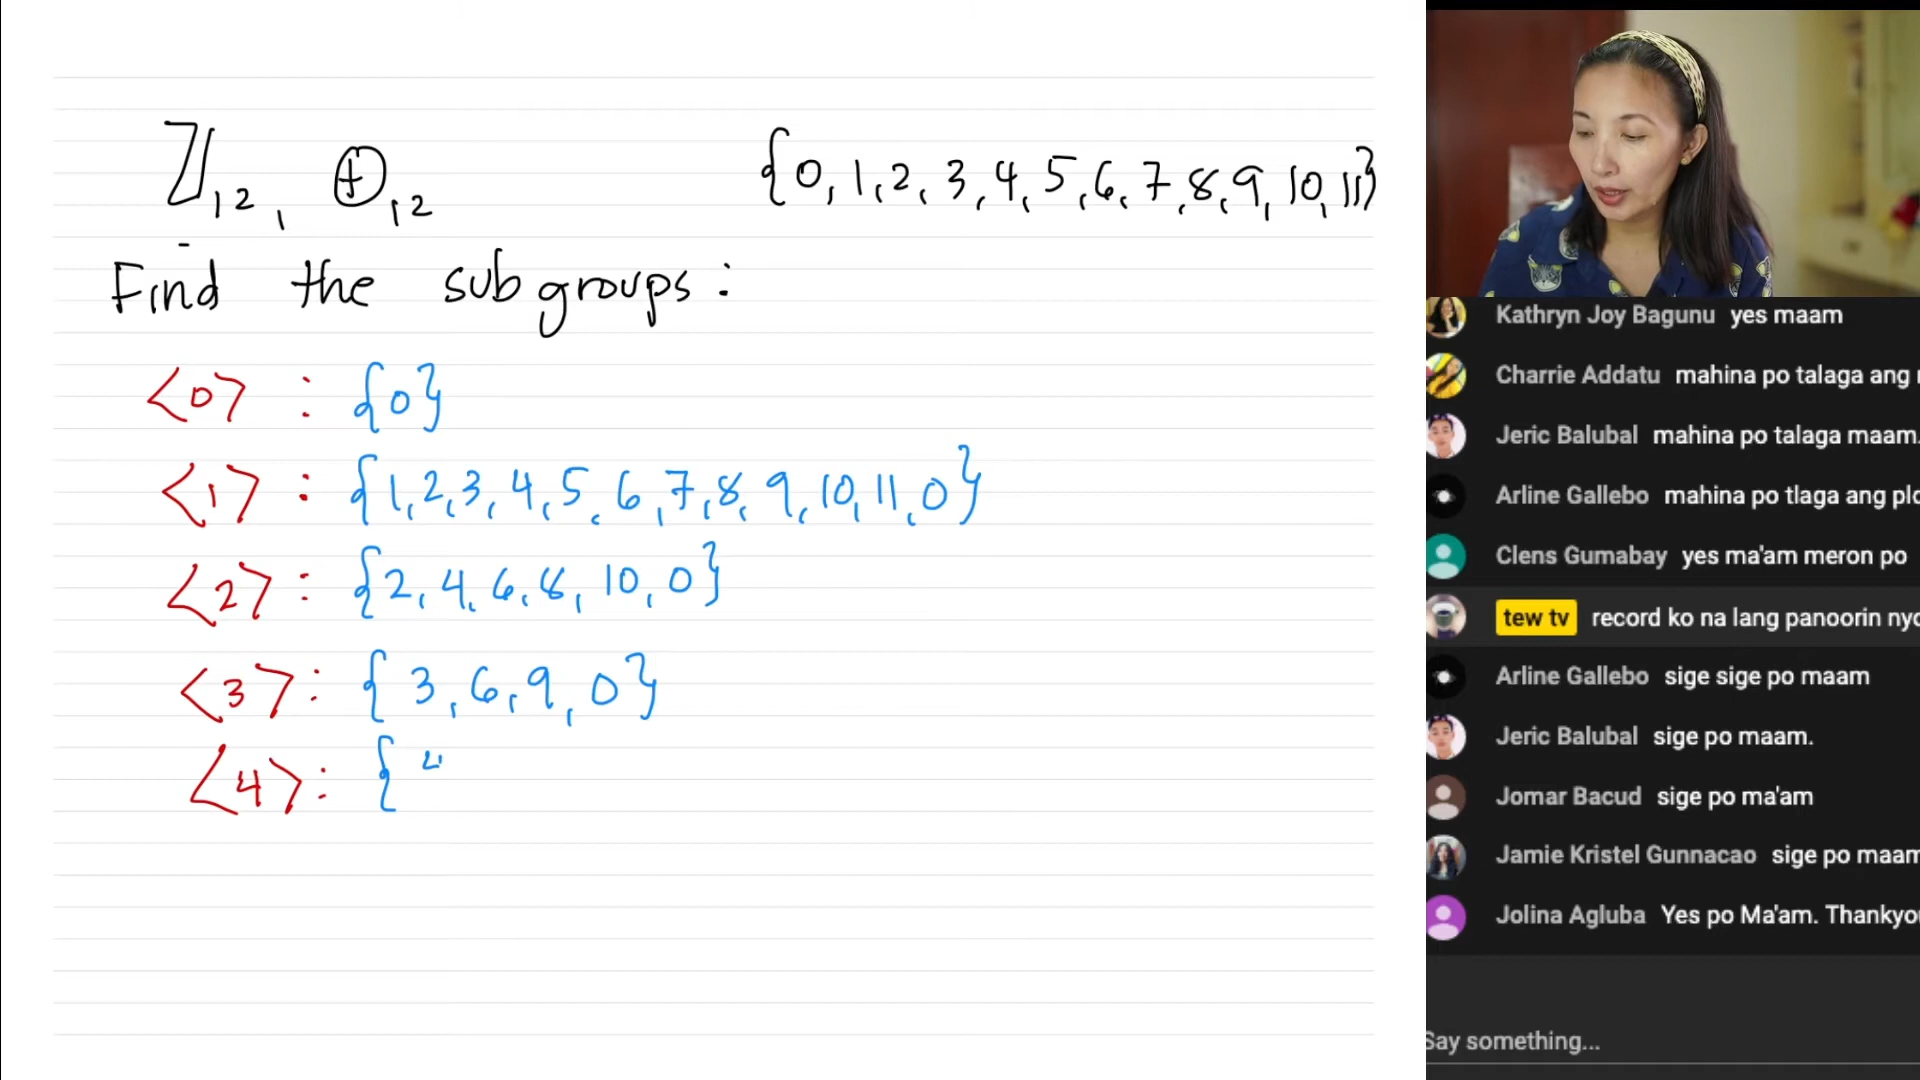 ℤ₁₂, ⊕₁₂
{0, 1, 2, 3, 4, 5, 6, 7, 8, 9, 10, 11}
Find the subgroups:
<0> : {0}
<1> : {1, 2, 3, 4, 5, 6, 7, 8, 9, 10, 11, 0}
<2> : {2, 4, 6, 8, 10, 0}
<3> : {3, 6, 9, 0}
<4> : { 4
Kathryn Joy Bagunu yes maam
Charrie Addatu mahina po talaga ang
Jeric Balubal mahina po talaga maam.
Arline Gallebo mahina po tlaga ang
Clens Gumabay yes ma'am meron po
tew tv record ko na lang panoorin
Arline Gallebo sige sige po maam
Jeric Balubal sige po maam.
Jomar Bacud sige po ma'am
Jamie Kristel Gunnacao sige po maam
Jolina Agluba Yes po Ma'am.
Say something...